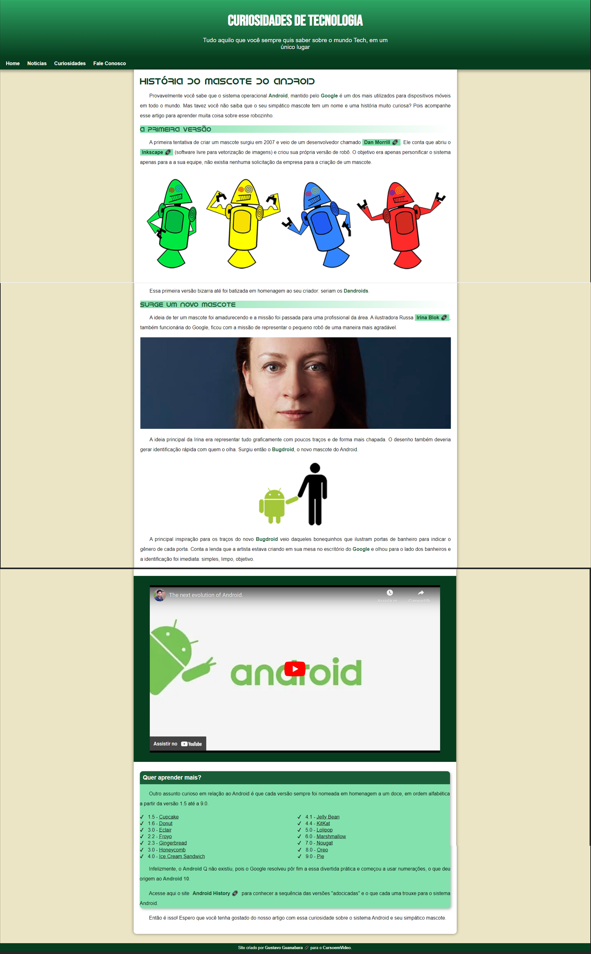 CURIOSIDADES DE TECNOLOGIA
Tudo aquilo que você sempre quis saber sobre o mundo Tech, em um
único lugar
Home Notícias Curiosidades Fale Conosco
História do Mascote do Android
Provavelmente você sabe que o sistema operacional Android, mantido pelo Google é um dos mais utilizados para dispositivos móveis
em todo o mundo. Mas tavez você não saiba que o seu simpático mascote tem um nome e uma história muito curiosa? Pois acompanhe
esse artigo para aprender muita coisa sobre esse robozinho.
A primeira versão
A primeira tentativa de criar um mascote surgiu em 2007 e veio de um desenvolvedor chamado Dan Morrill. Ele conta que abriu o
Inkscape (software livre para vetorização de imagens) e criou sua própria versão de robô. O objetivo era apenas personificar o sistema
apenas para a a sua equipe, não existia nenhuma solicitação da empresa para a criação de um mascote.
Essa primeira versão bizarra até foi batizada em homenagem ao seu criador: seriam os Dandroids.
Surge um novo mascote
A ideia de ter um mascote foi amadurecendo e a missão foi passada para uma profissional da área. A ilustradora Russa Irina Blok,
também funcionária do Google, ficou com a missão de representar o pequeno robô de uma maneira mais agradável.
A ideia principal da Irina era representar tudo graficamente com poucos traços e de forma mais chapada. O desenho também deveria
gerar identificação rápida com quem o olha. Surgiu então o Bugdroid, o novo mascote do Android.
A principal inspiração para os traços do novo Bugdroid veio daqueles bonequinhos que ilustram portas de banheiro para indicar o
gênero de cada porta. Conta a lenda que a artista estava criando em sua mesa no escritório do Google e olhou para o lado dos banheiros e
a identificação foi imediata: simples, limpo, objetivo.
The next evolution of Android
android
Assistir no YouTube
Quer aprender mais?
Outro assunto curioso em relação ao Android é que cada versão sempre foi nomeada em homenagem a um doce, em ordem alfabética
a partir da versão 1.5 até a 9.0.
✓ 1.5 - Cupcake
✓ 1.6 - Donut
✓ 2.0 - Eclair
✓ 2.2 - Froyo
✓ 2.3 - Gingerbread
✓ 3.0 - Honeycomb
✓ 4.0 - Ice Cream Sandwich
✓ 4.1 - Jelly Bean
✓ 4.4 - KitKat
✓ 5.0 - Lolipop
✓ 6.0 - Marshmallow
✓ 7.0 - Nougat
✓ 8.0 - Oreo
✓ 9.0 - Pie
Infelizmente, o Android Q não existiu, pois o Google resolveu pôr fim a essa divertida prática e começou a usar numerações, o que deu
origem ao Android 10.
Acesse aqui o site Android History para conhecer a sequência das versões "adocicadas" e o que cada uma trouxe para o sistema
Android.
Então é isso! Espero que você tenha gostado do nosso artigo com essa curiosidade sobre o sistema Android e seu simpático mascote.
Site criado por Gustavo Guanabara para o CursoemVideo.